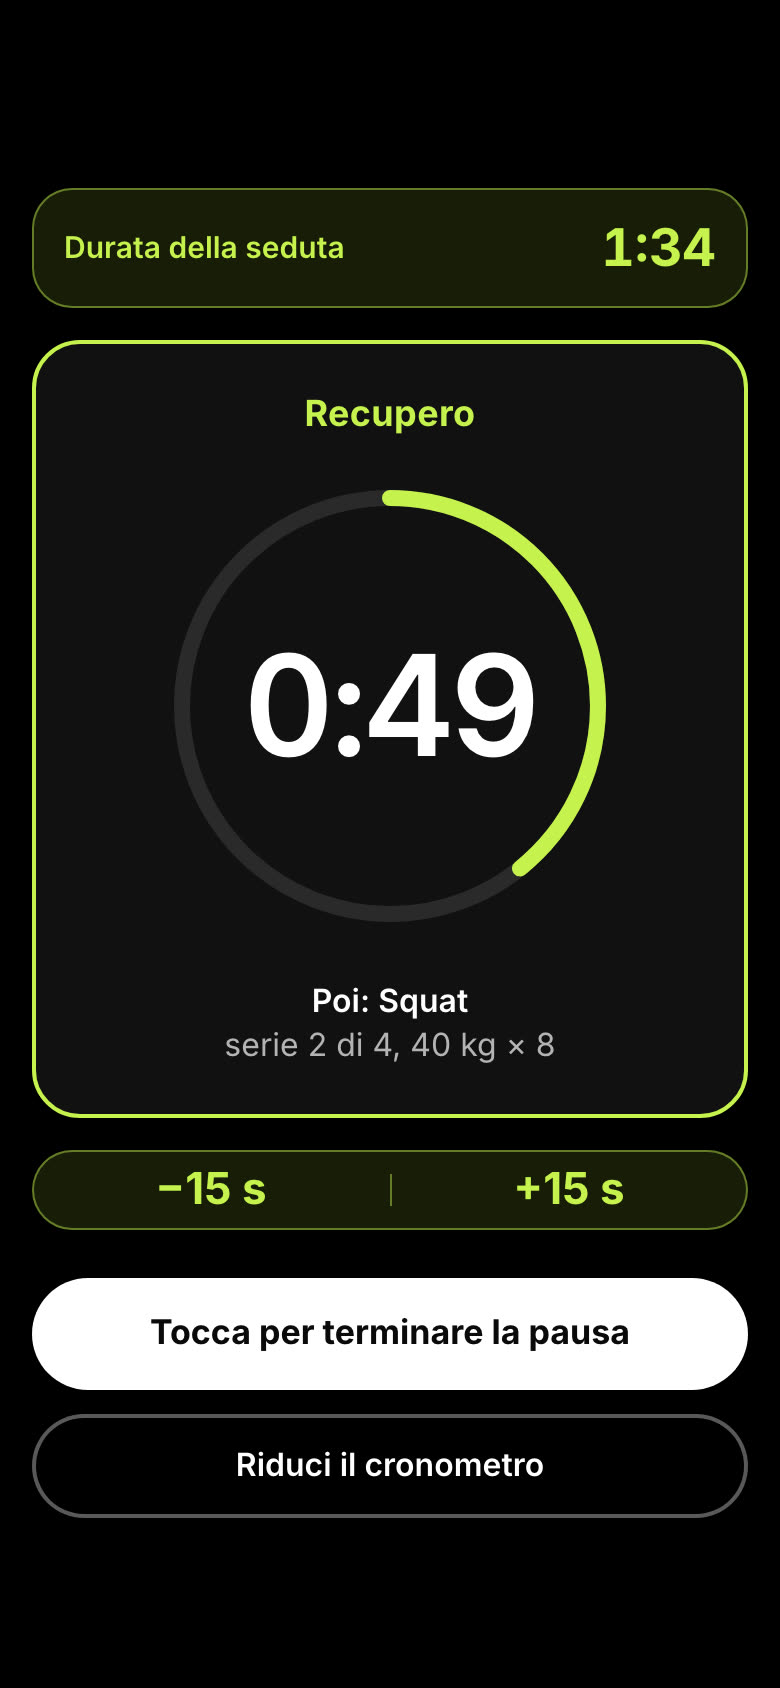 Durata della seduta
1:34
Recupero
0:49
Poi: Squat
serie 2 di 4, 40 kg × 8
−15 s
+15 s
Tocca per terminare la pausa
Riduci il cronometro